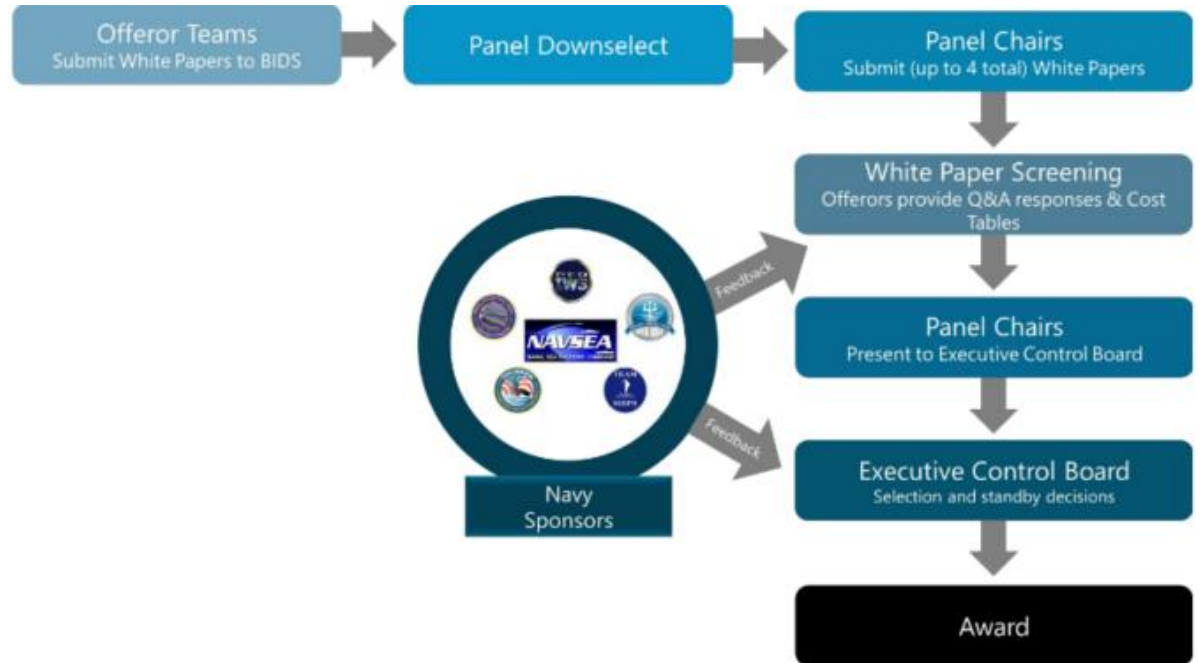 Offeror Teams
Submit White Papers to BIDS
Panel Downselect
Panel Chairs
Submit (up to 4 total) White Papers
White Paper Screening
Offerors provide Q&A responses & Cost
Tables
Feedback
NAVSEA
TEAM
Panel Chairs
Present to Executive Control Board
Feedback
Executive Control Board
Selection and standby decisions
Navy
Sponsors
Award